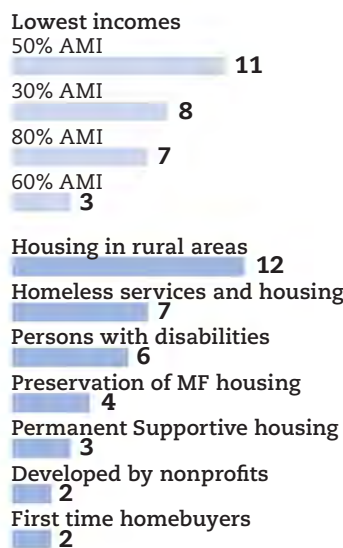 Lowest incomes
50% AMI
11
30% AMI
8
80% AMI
7
60% AMI
3
Housing in rural areas
12
Homeless services and housing
7
Persons with disabilities
6
Preservation of MF housing
4
Permanent Supportive housing
3
Developed by nonprofits
2
First time homebuyers
2